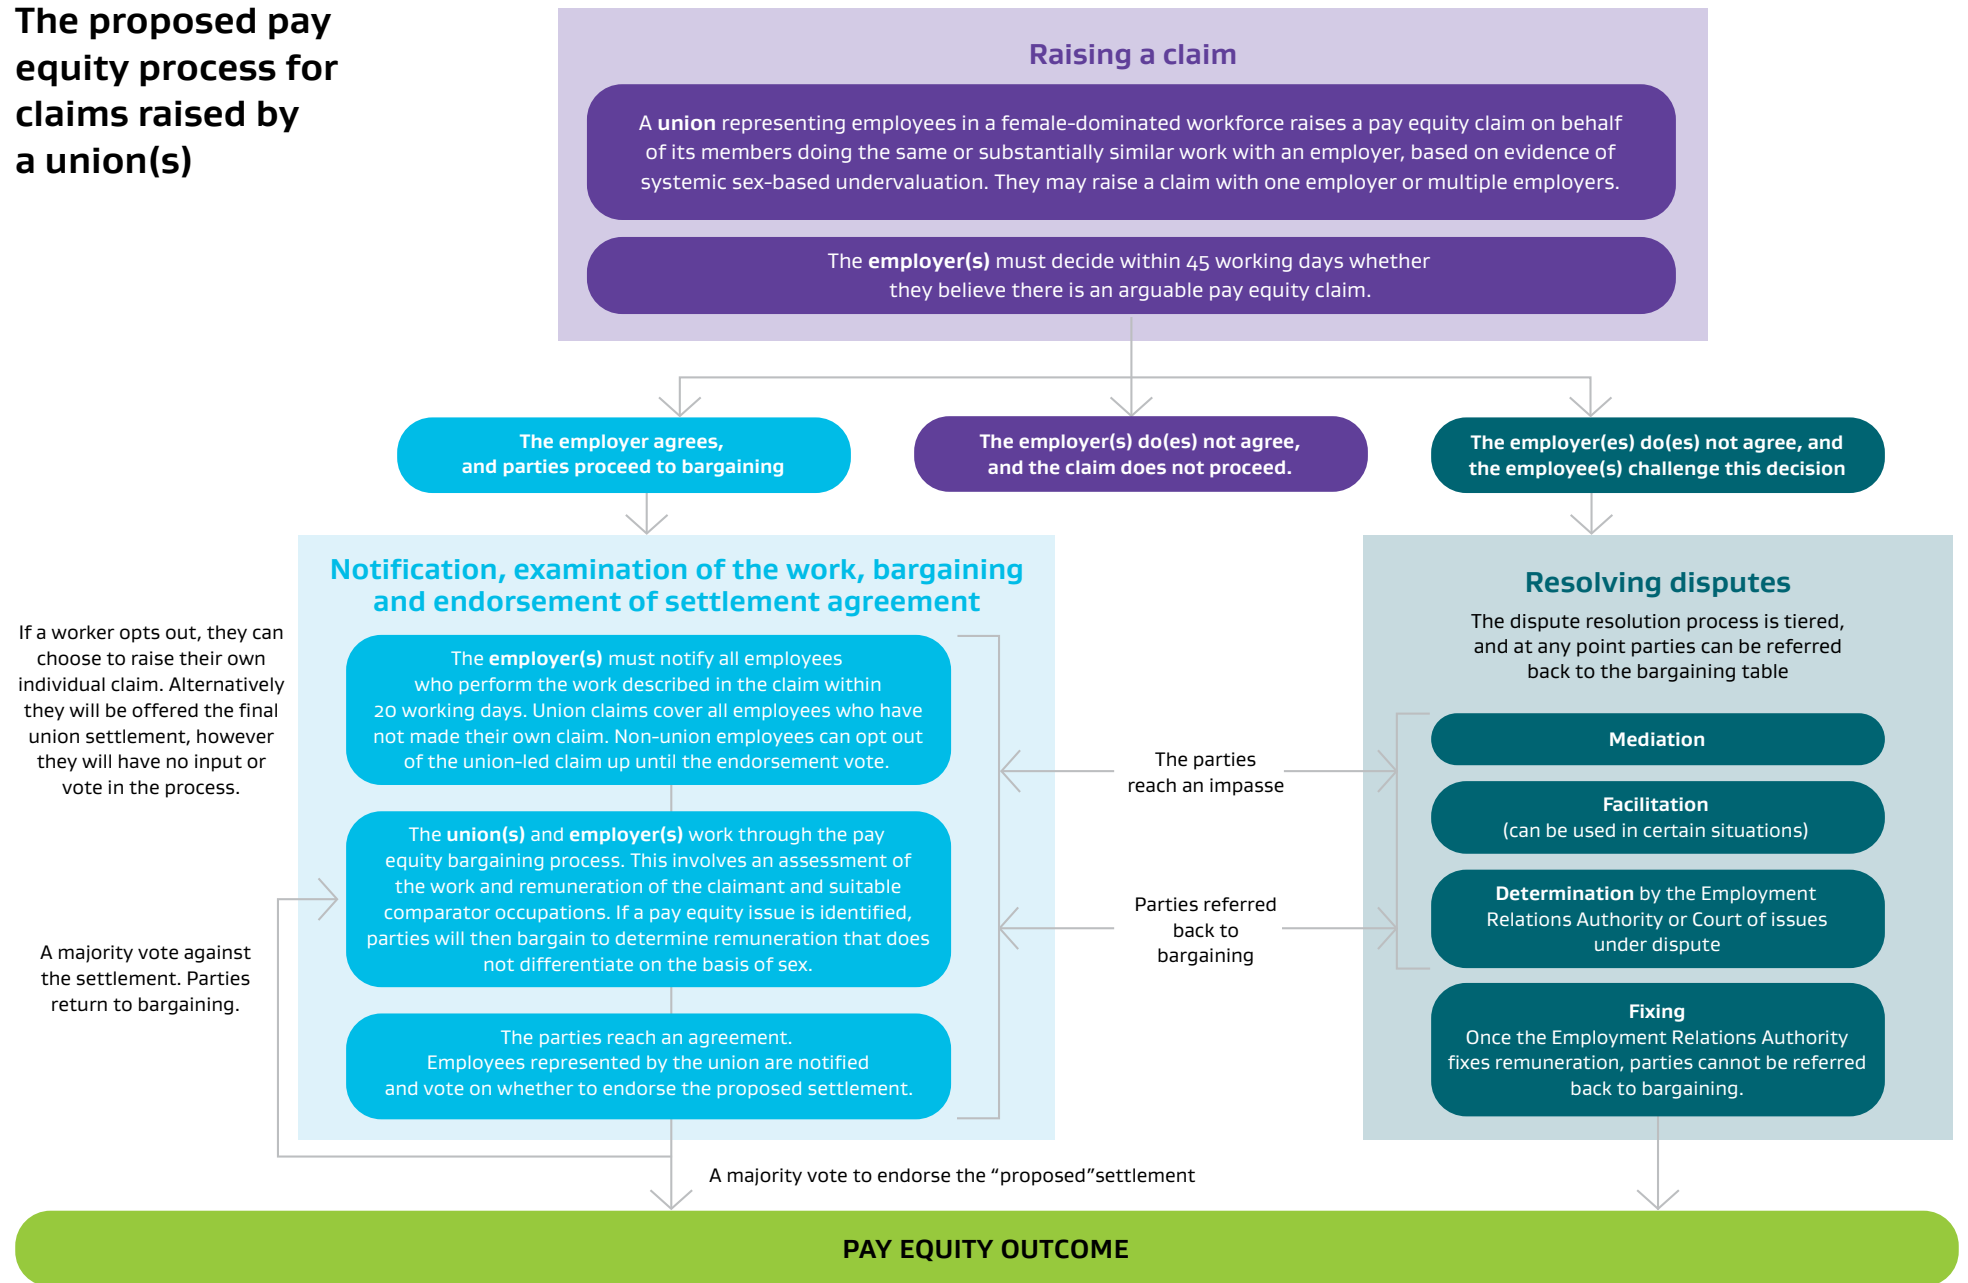 The proposed pay
equity process for
claims raised by
a union(s)
Raising a claim
A union representing employees in a female-dominated workforce raises a pay equity claim on behalf
of its members doing the same or substantially similar work with an employer, based on evidence of
systemic sex-based undervaluation. They may raise a claim with one employer or multiple employers.
The employer(s) must decide within 45 working days whether
they believe there is an arguable pay equity claim.
The employer agrees,
and parties proceed to bargaining
The employer(s) do(es) not agree,
and the claim does not proceed.
The employer(es) do(es) not agree, and
the employee(s) challenge this decision
Notification, examination of the work, bargaining
and endorsement of settlement agreement
If a worker opts out, they can
choose to raise their own
individual claim. Alternatively
they will be offered the final
union settlement, however
they will have no input or
vote in the process.
The employer(s) must notify all employees
who perform the work described in the claim within
20 working days. Union claims cover all employees who have
not made their own claim. Non-union employees can opt out
of the union-led claim up until the endorsement vote.
The union(s) and employer(s) work through the pay
equity bargaining process. This involves an assessment of
the work and remuneration of the claimant and suitable
comparator occupations. If a pay equity issue is identified,
parties will then bargain to determine remuneration that does
not differentiate on the basis of sex.
A majority vote against
the settlement. Parties
return to bargaining.
The parties reach an agreement.
Employees represented by the union are notified
and vote on whether to endorse the proposed settlement.
The parties
reach an impasse
Parties referred
back to
bargaining
Resolving disputes
The dispute resolution process is tiered,
and at any point parties can be referred
back to the bargaining table
Mediation
Facilitation
(can be used in certain situations)
Determination by the Employment
Relations Authority or Court of issues
under dispute
Fixing
Once the Employment Relations Authority
fixes remuneration, parties cannot be referred
back to bargaining.
A majority vote to endorse the “proposed”settlement
PAY EQUITY OUTCOME